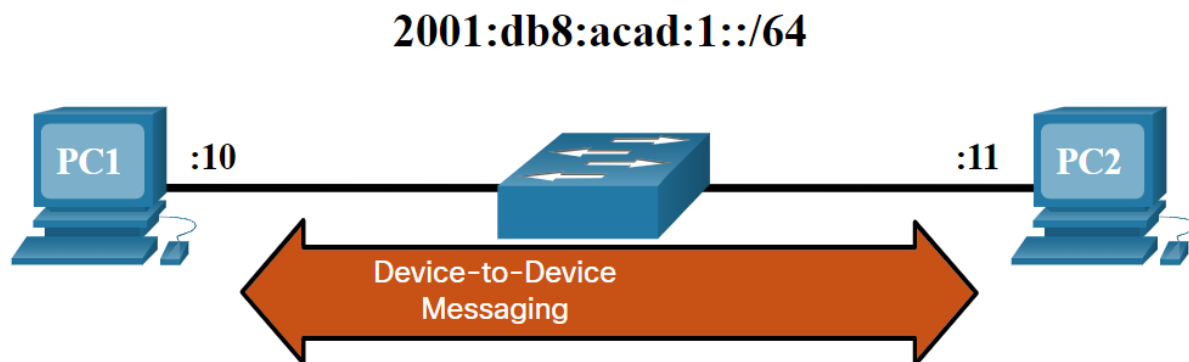 2001:db8:acad:1::/64
PC1
:10
:11
PC2
Device-to-Device
Messaging